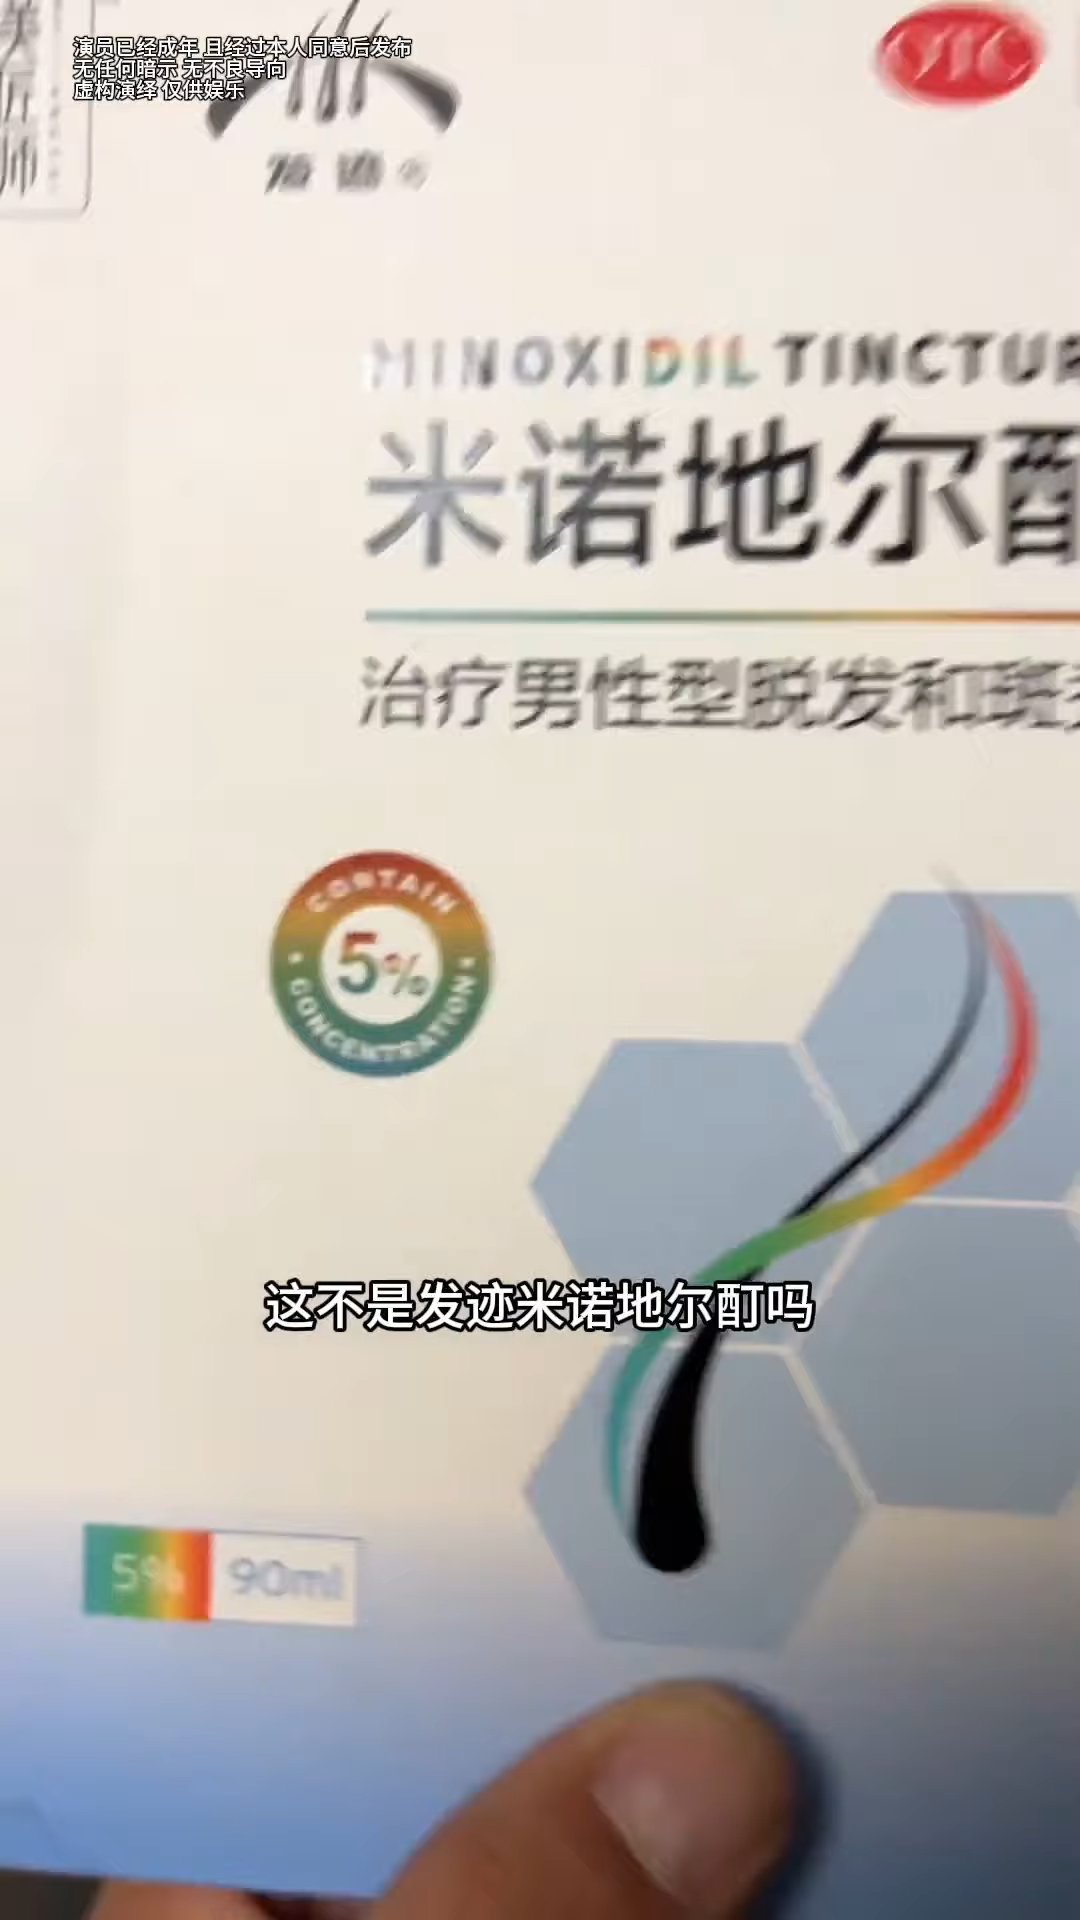 演员已经成年 且经过本人同意后发布
无任何暗示 无不良导向
虚构演绎 仅供娱乐
OTC
MINOXIDIL TINCTUR
米诺地尔酊
治疗男性型脱发和斑
CONTAIN
5%
CONCENTRATION
这不是发迹米诺地尔酊吗
5% 90ml